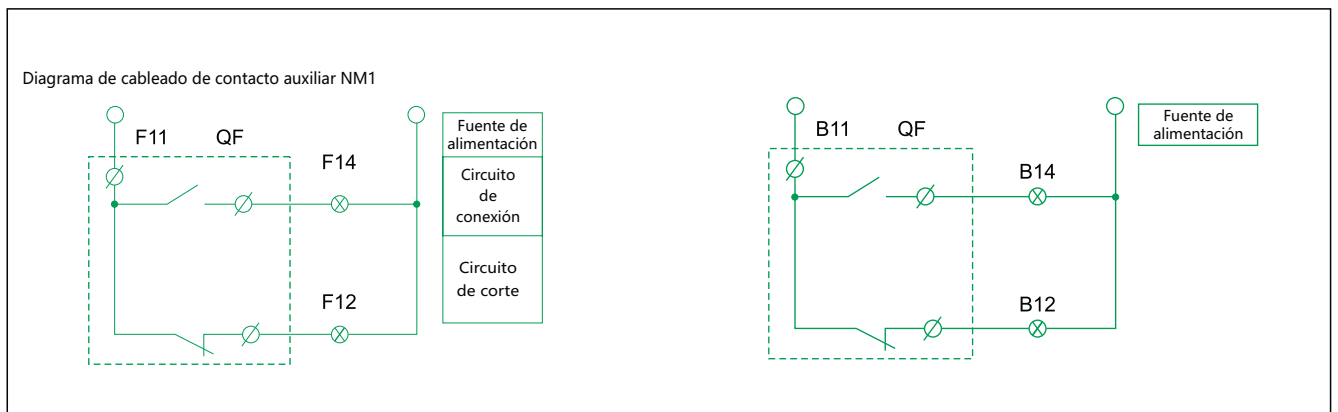 Diagrama de cableado de contacto auxiliar NM1
F11
QF
F14
F12
Fuente de
alimentación
Circuito
de
conexión
Circuito
de corte
B11
QF
B14
B12
Fuente de
alimentación